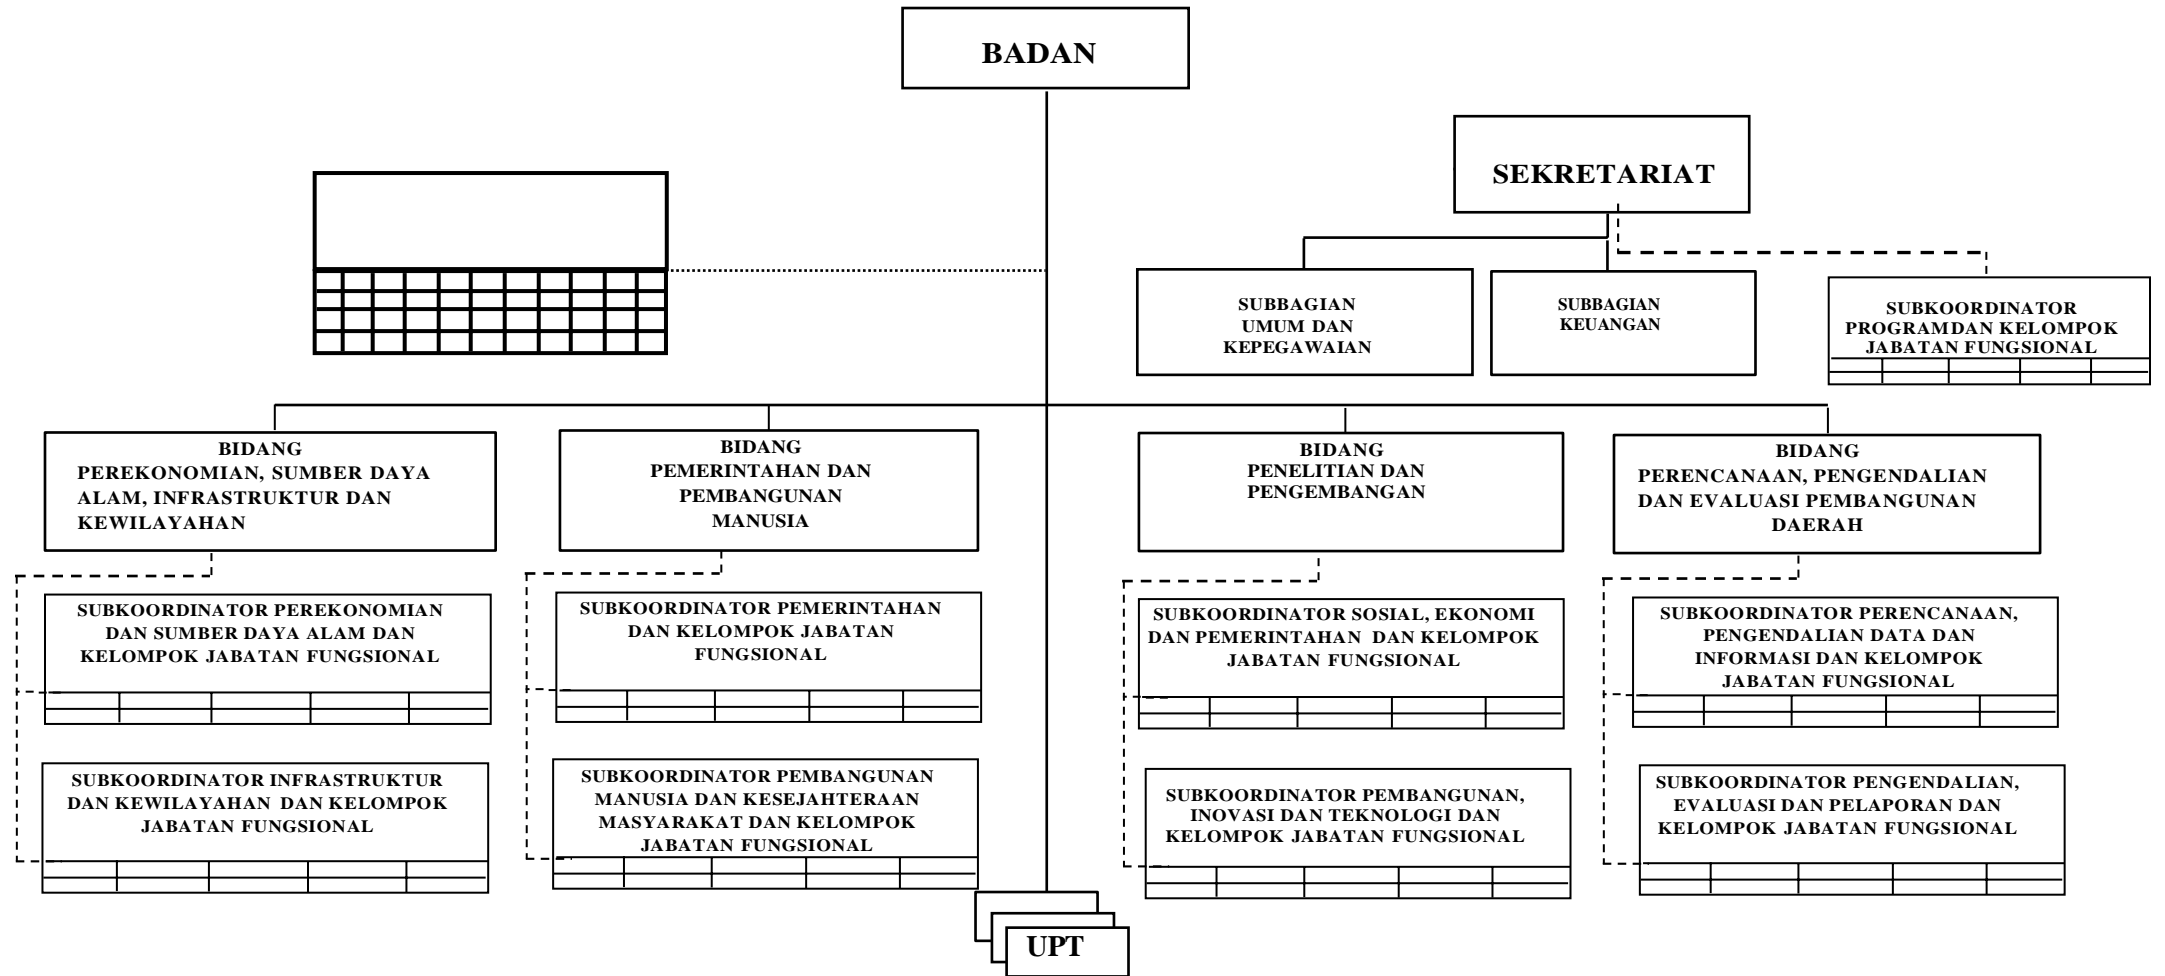 BADAN
SEKRETARIAT
SUBBAGIAN
UMUM DAN
KEPEGAWAIAN
SUBBAGIAN
KEUANGAN
SUBKOORDINATOR
PROGRAMDAN KELOMPOK
JABATAN FUNGSIONAL
BIDANG
PEREKONOMIAN, SUMBER DAYA
ALAM, INFRASTRUKTUR DAN
KEWILAYAHAN
BIDANG
PEMERINTAHAN DAN
PEMBANGUNAN
MANUSIA
BIDANG
PENELITIAN DAN
PENGEMBANGAN
BIDANG
PERENCANAAN, PENGENDALIAN
DAN EVALUASI PEMBANGUNAN
DAERAH
SUBKOORDINATOR PEREKONOMIAN
DAN SUMBER DAYA ALAM DAN
KELOMPOK JABATAN FUNGSIONAL
SUBKOORDINATOR PEMERINTAHAN
DAN KELOMPOK JABATAN
FUNGSIONAL
SUBKOORDINATOR SOSIAL, EKONOMI
DAN PEMERINTAHAN DAN KELOMPOK
JABATAN FUNGSIONAL
SUBKOORDINATOR PERENCANAAN,
PENGENDALIAN DATA DAN
INFORMASI DAN KELOMPOK
JABATAN FUNGSIONAL
SUBKOORDINATOR INFRASTRUKTUR
DAN KEWILAYAHAN DAN KELOMPOK
JABATAN FUNGSIONAL
SUBKOORDINATOR PEMBANGUNAN
MANUSIA DAN KESEJAHTERAAN
MASYARAKAT DAN KELOMPOK
JABATAN FUNGSIONAL
SUBKOORDINATOR PEMBANGUNAN,
INOVASI DAN TEKNOLOGI DAN
KELOMPOK JABATAN FUNGSIONAL
SUBKOORDINATOR PENGENDALIAN,
EVALUASI DAN PELAPORAN DAN
KELOMPOK JABATAN FUNGSIONAL
UPT